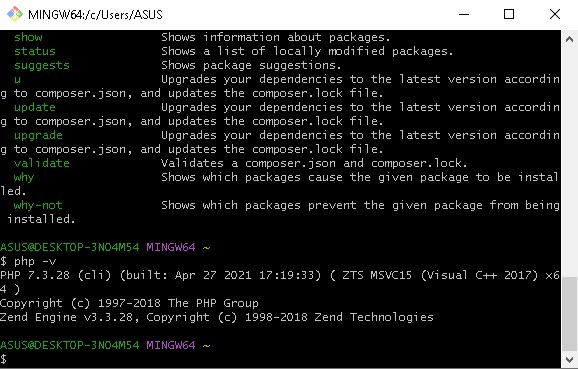 MINGW64:/c/Users/ASUS
show Shows information about packages.
status Shows a list of locally modified packages.
suggests Shows package suggestions.
u Upgrades your dependencies to the latest version accordin
g to composer.json, and updates the composer.lock file.
update Upgrades your dependencies to the latest version accordin
g to composer.json, and updates the composer.lock file.
upgrade Upgrades your dependencies to the latest version accordin
g to composer.json, and updates the composer.lock file.
validate Validates a composer.json and composer.lock.
why Shows which packages cause the given package to be instal
led.
why-not Shows which packages prevent the given package from being
installed.
ASUS@DESKTOP-3NO4M54 MINGW64 ~
$ php -v
PHP 7.3.28 (cli) (built: Apr 27 2021 17:19:33) ( ZTS MSVC15 (Visual C++ 2017) x6
4 )
Copyright (c) 1997-2018 The PHP Group
Zend Engine v3.3.28, Copyright (c) 1998-2018 Zend Technologies
ASUS@DESKTOP-3NO4M54 MINGW64 ~
$